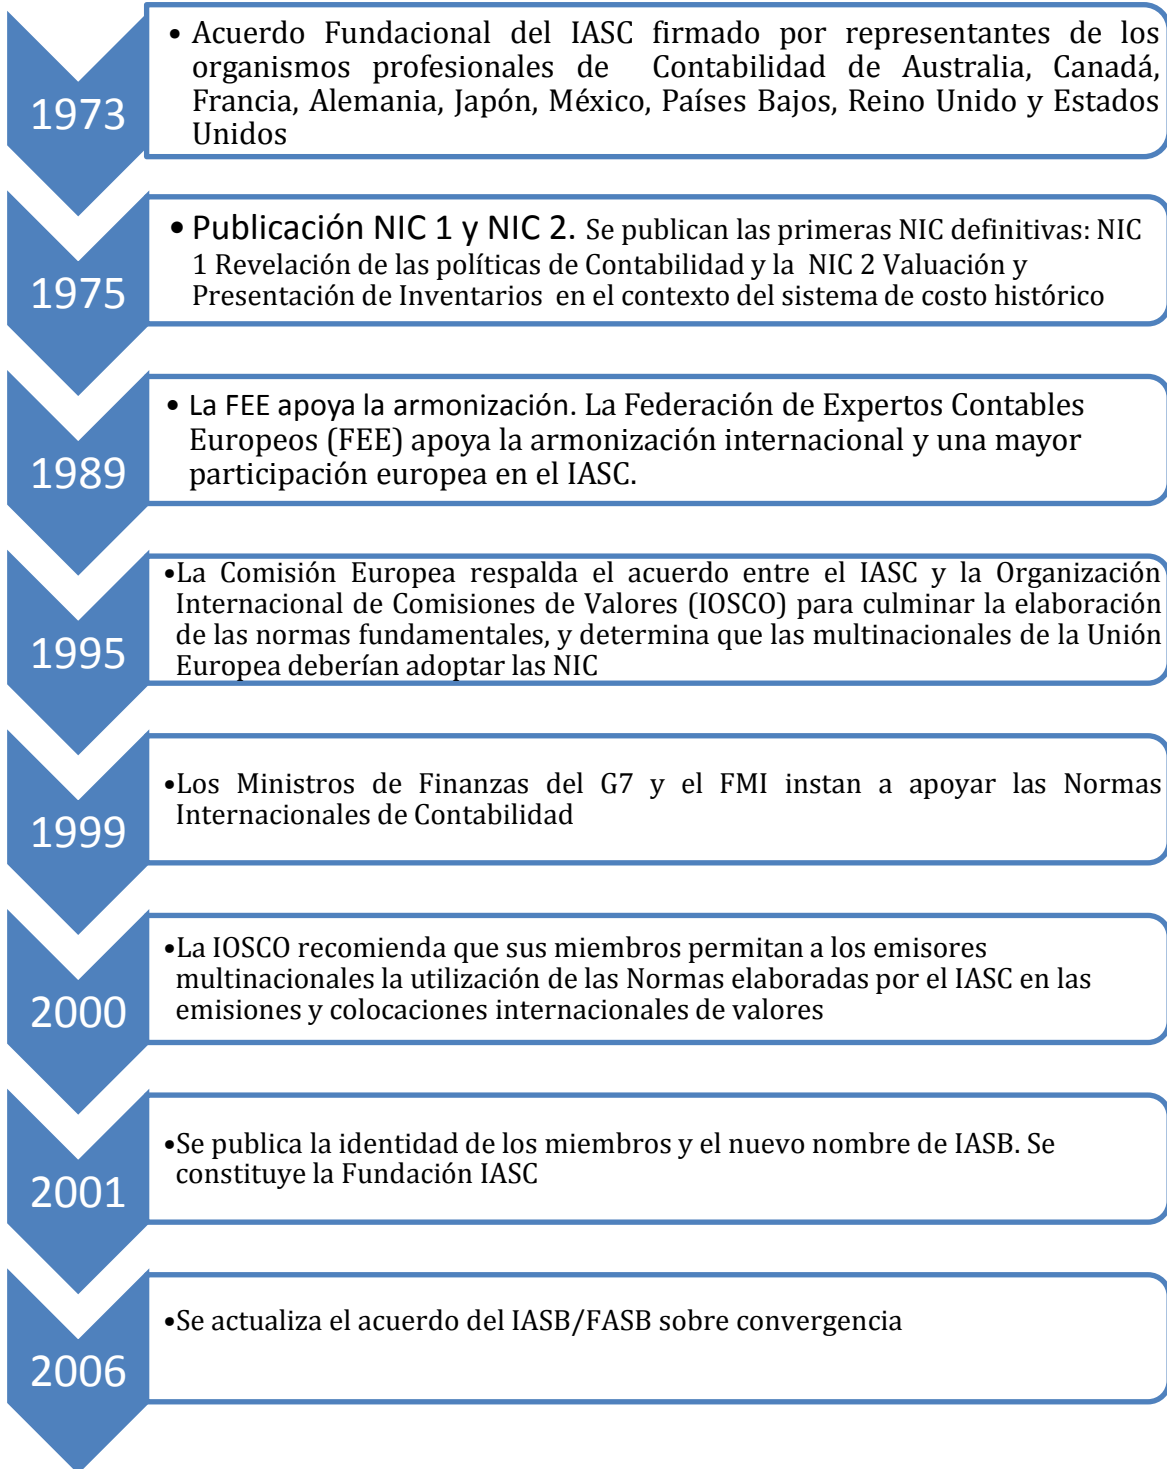 • Acuerdo Fundacional del IASC firmado por representantes de los
organismos profesionales de Contabilidad de Australia, Canadá,
1973
Francia, Alemania, Japón, México, Países Bajos, Reino Unido y Estados
Unidos
• Publicación NIC 1 y NIC 2. Se publican las primeras NIC definitivas: NIC
1 Revelación de las políticas de Contabilidad y la NIC 2 Valuación y
1975
Presentación de Inventarios en el contexto del sistema de costo histórico
• La FEE apoya la armonización. La Federación de Expertos Contables
Europeos (FEE) apoya la armonización internacional y una mayor
1989
participación europea en el IASC.
•La Comisión Europea respalda el acuerdo entre el IASC y la Organización
Internacional de Comisiones de Valores (IOSCO) para culminar la elaboración
de las normas fundamentales, y determina que las multinacionales de la Unión
1995
Europea deberían adoptar las NIC
•Los Ministros de Finanzas del G7 y el FMI instan a apoyar las Normas
Internacionales de Contabilidad
1999
•La IOSCO recomienda que sus miembros permitan a los emisores
multinacionales la utilización de las Normas elaboradas por el IASC en las
emisiones y colocaciones internacionales de valores
2000
•Se publica la identidad de los miembros y el nuevo nombre de IASB. Se
constituye la Fundación IASC
2001
•Se actualiza el acuerdo del IASB/FASB sobre convergencia
2006